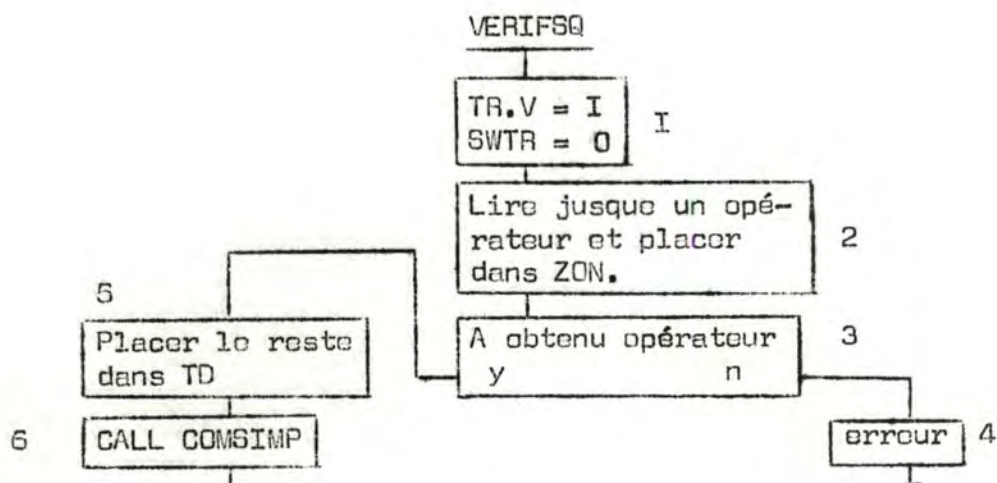 VERIFSQ
TR.V = I
SWTR = 0
I
Lire jusque un opé-
rateur et placer
dans ZON.
2
A obtenu opérateur
y n
3
5
Placer le reste
dans TD
6
CALL COMSIMP
erreur
4